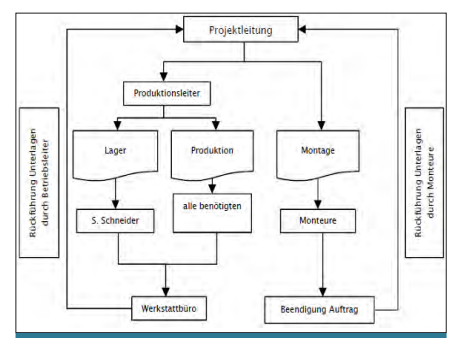 Projektleitung
Produktionsleiter
Lager
Produktion
Montage
S. Schneider
alle benötigten
Monteure
Werkstattbüro
Beendigung Auftrag
Rückführung Unterlagen
durch Betriebsleiter
Rückführung Unterlagen
durch Monteure